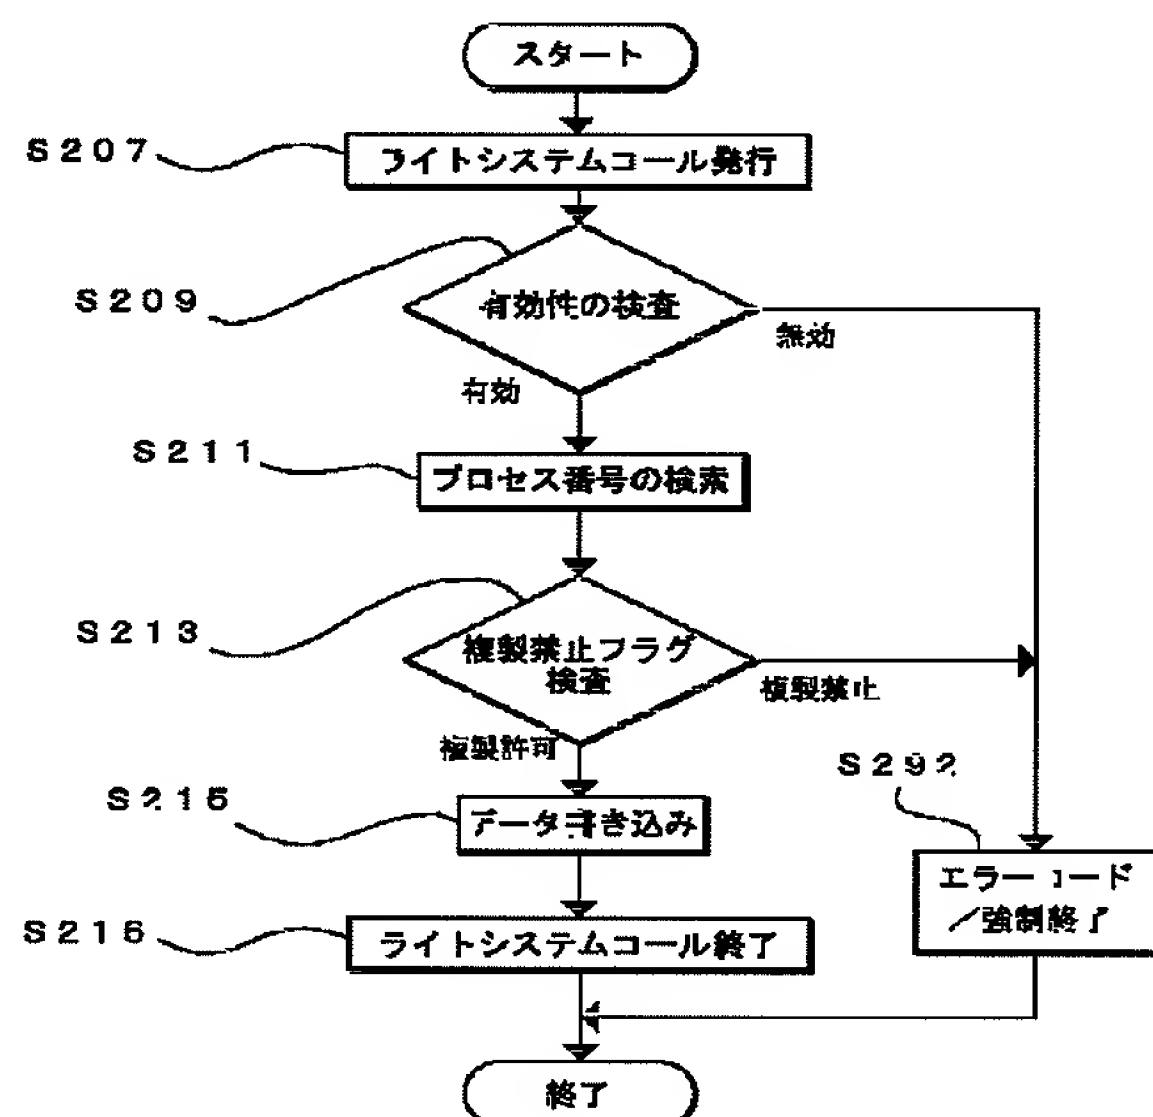 スタート
S207
ライトシステムコール発行
S209
有効性の検査
無効
有効
S211
プロセス番号の検索
S213
複製禁止フラグ
検査
複製禁止
複製許可
S292
S215
データ書き込み
エラーコード
／強制終了
S216
ライトシステムコール終了
終了